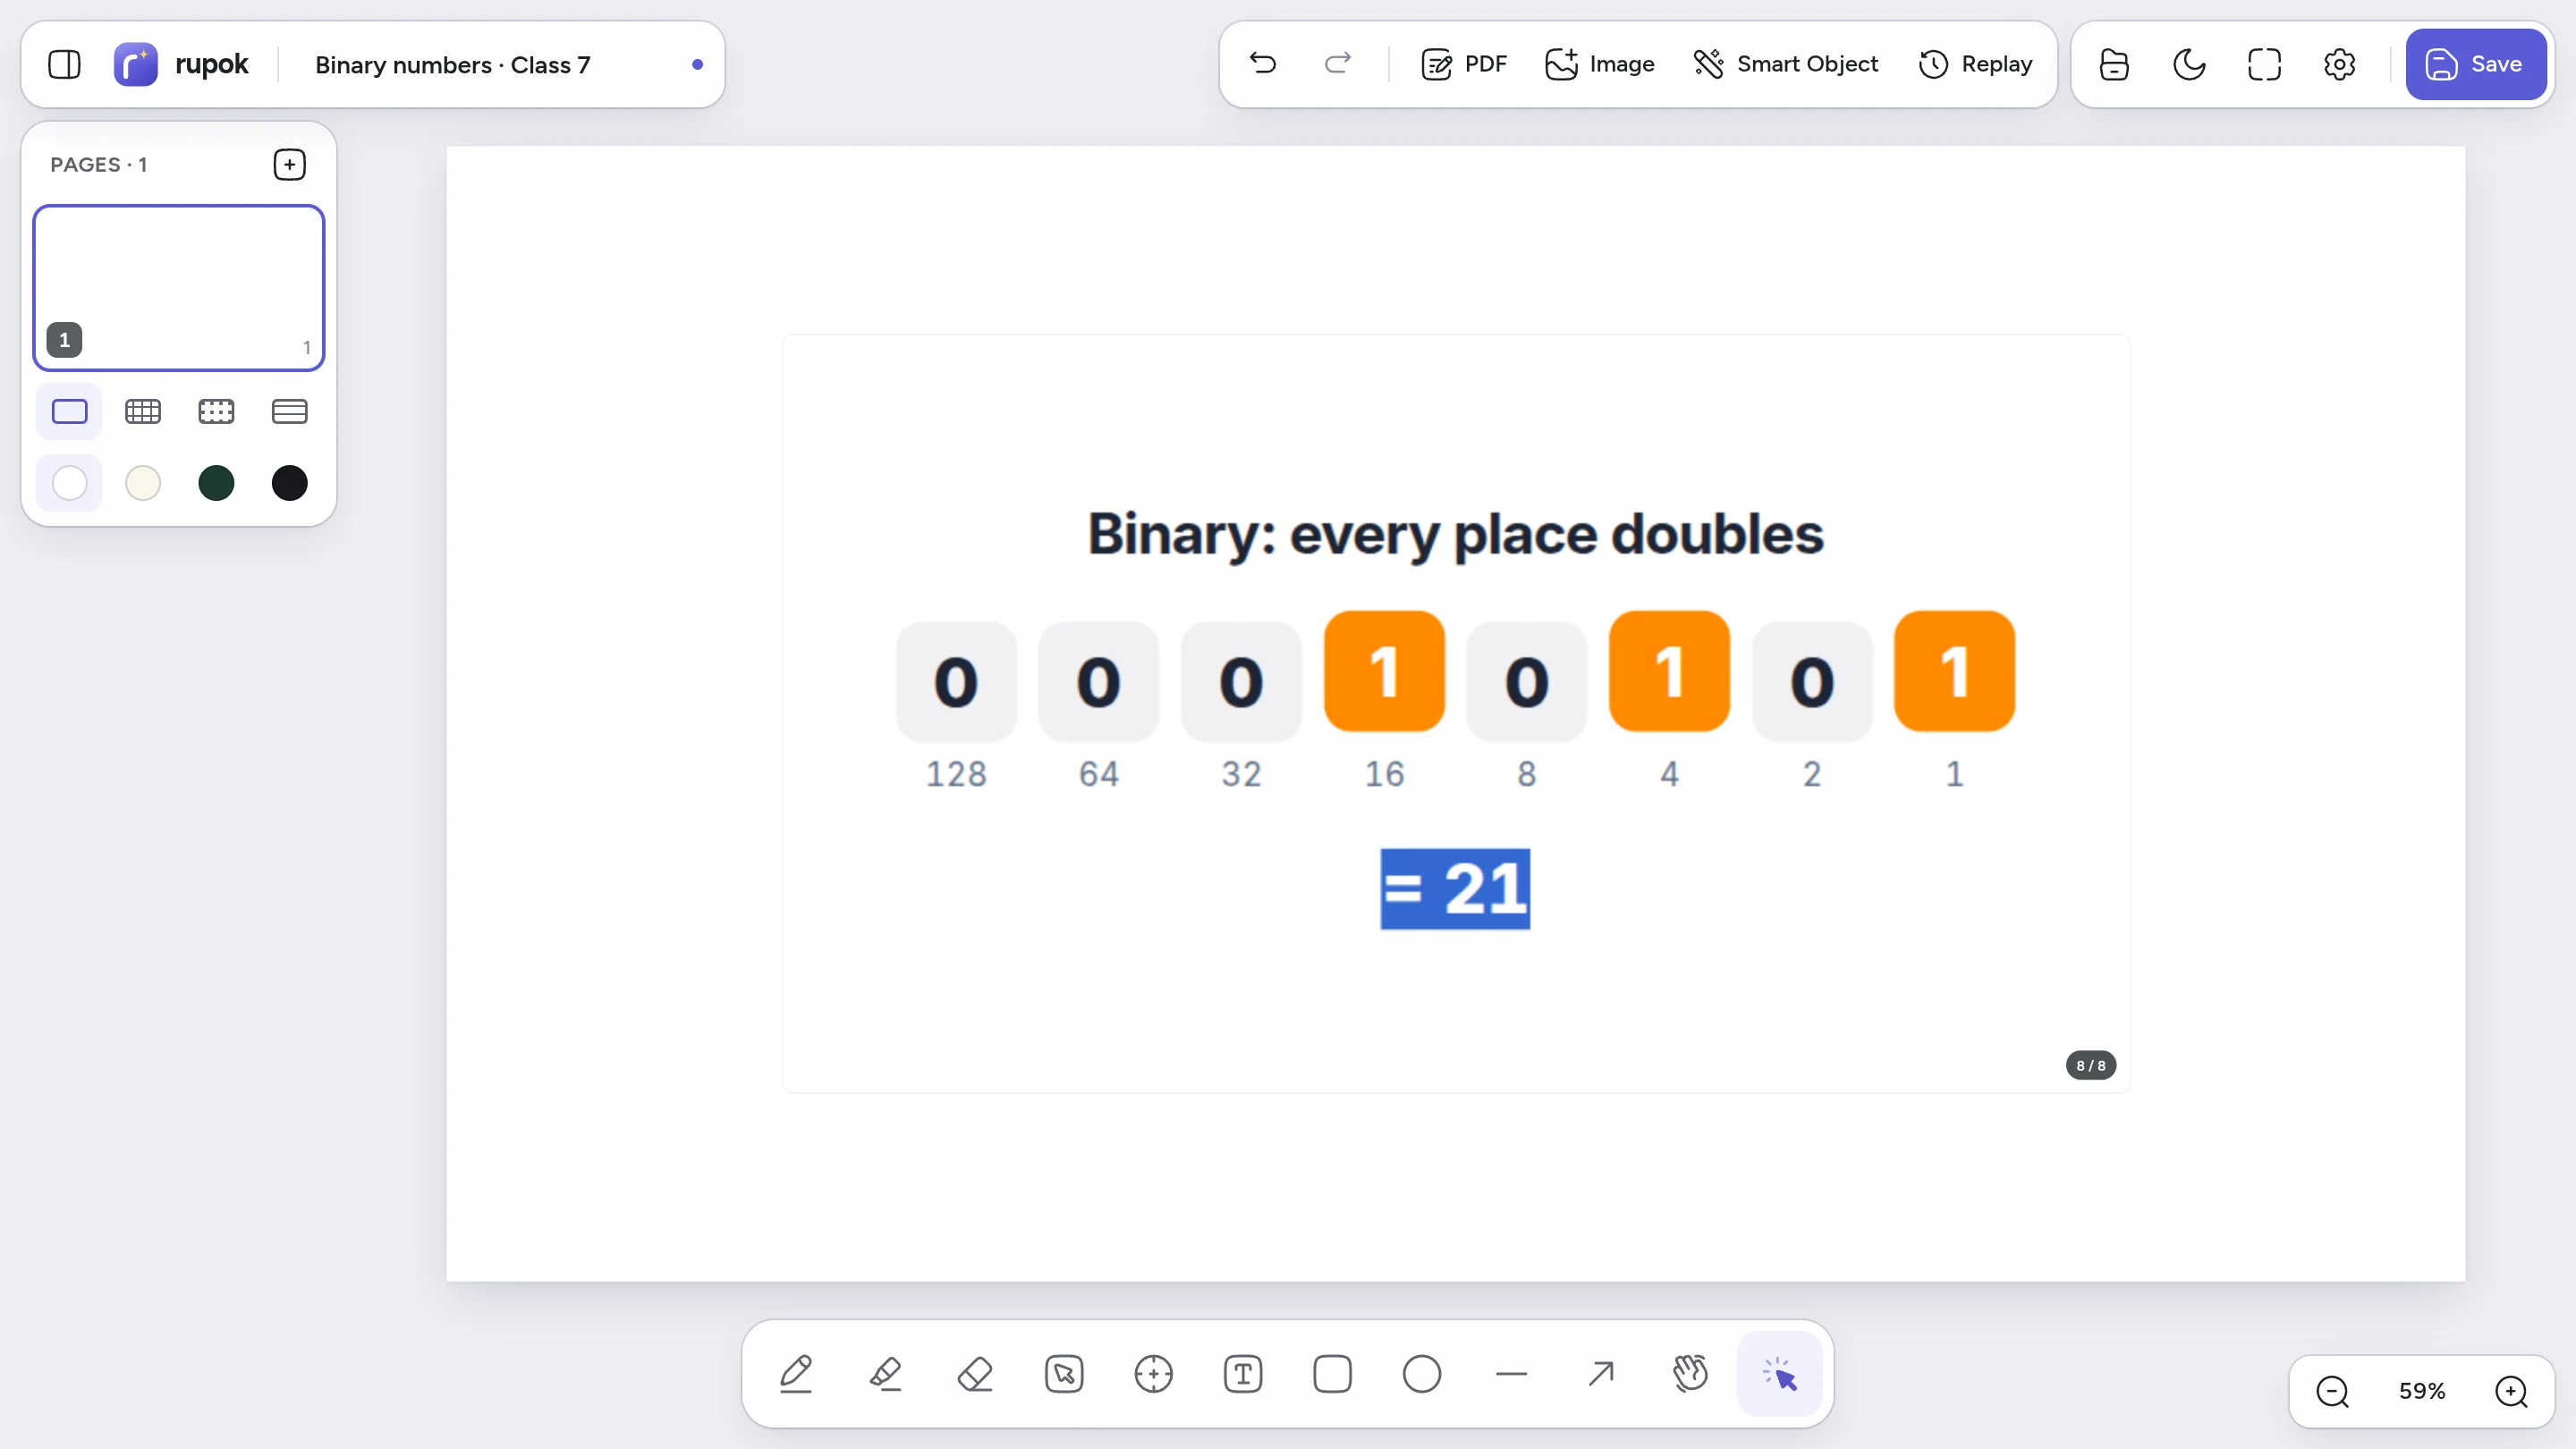 rupok
Binary numbers · Class 7
PDF
Image
Smart Object
Replay
Save
PAGES · 1
1
1
Binary: every place doubles
0 0 0 1 0 1 0 1
128 64 32 16 8 4 2 1
= 21
8 / 8
T
59%